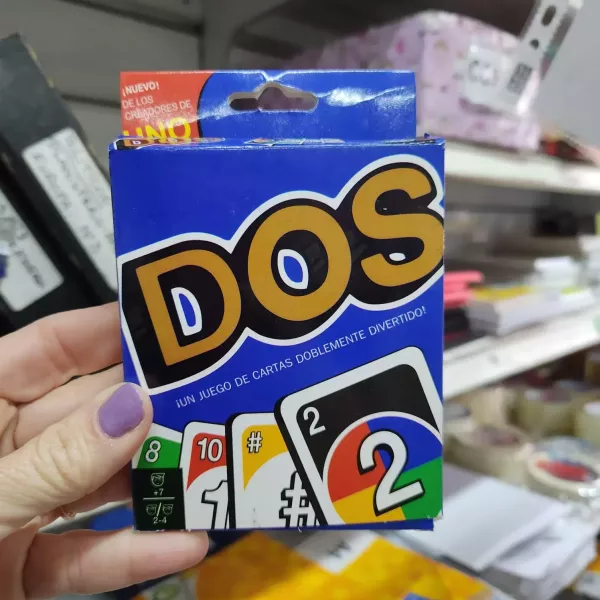 ¡NUEVO!
DE LOS
CREADORES DE
UNO
DOS
¡UN JUEGO DE CARTAS DOBLEMENTE DIVERTIDO!
8
10
1
#
#
2
2
+7
2-4